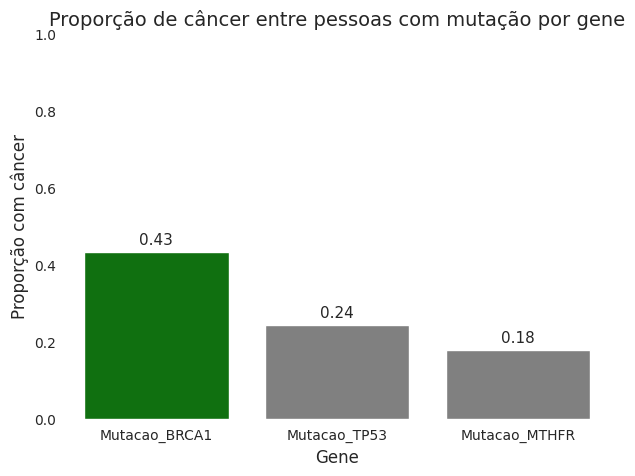 Proporção de câncer entre pessoas com mutação por gene
1.0
0.8
0.6
0.4
0.2
0.0
Proporção com câncer
0.43
0.24
0.18
Mutacao_BRCA1 Mutacao_TP53 Mutacao_MTHFR
Gene